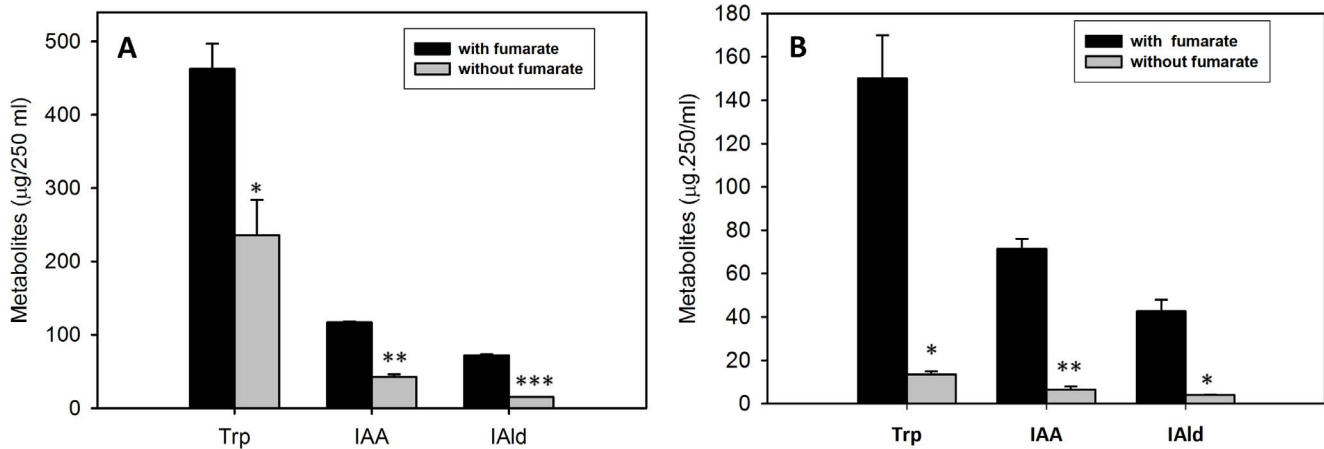 A
with fumarate
without fumarate
Metabolites (µg/250 ml)
500
400
300
200
100
0
*
**
***
Trp IAA IAld
B
with fumarate
without fumarate
Metabolites (µg.250/ml)
180
160
140
120
100
80
60
40
20
0
*
**
*
Trp IAA IAld